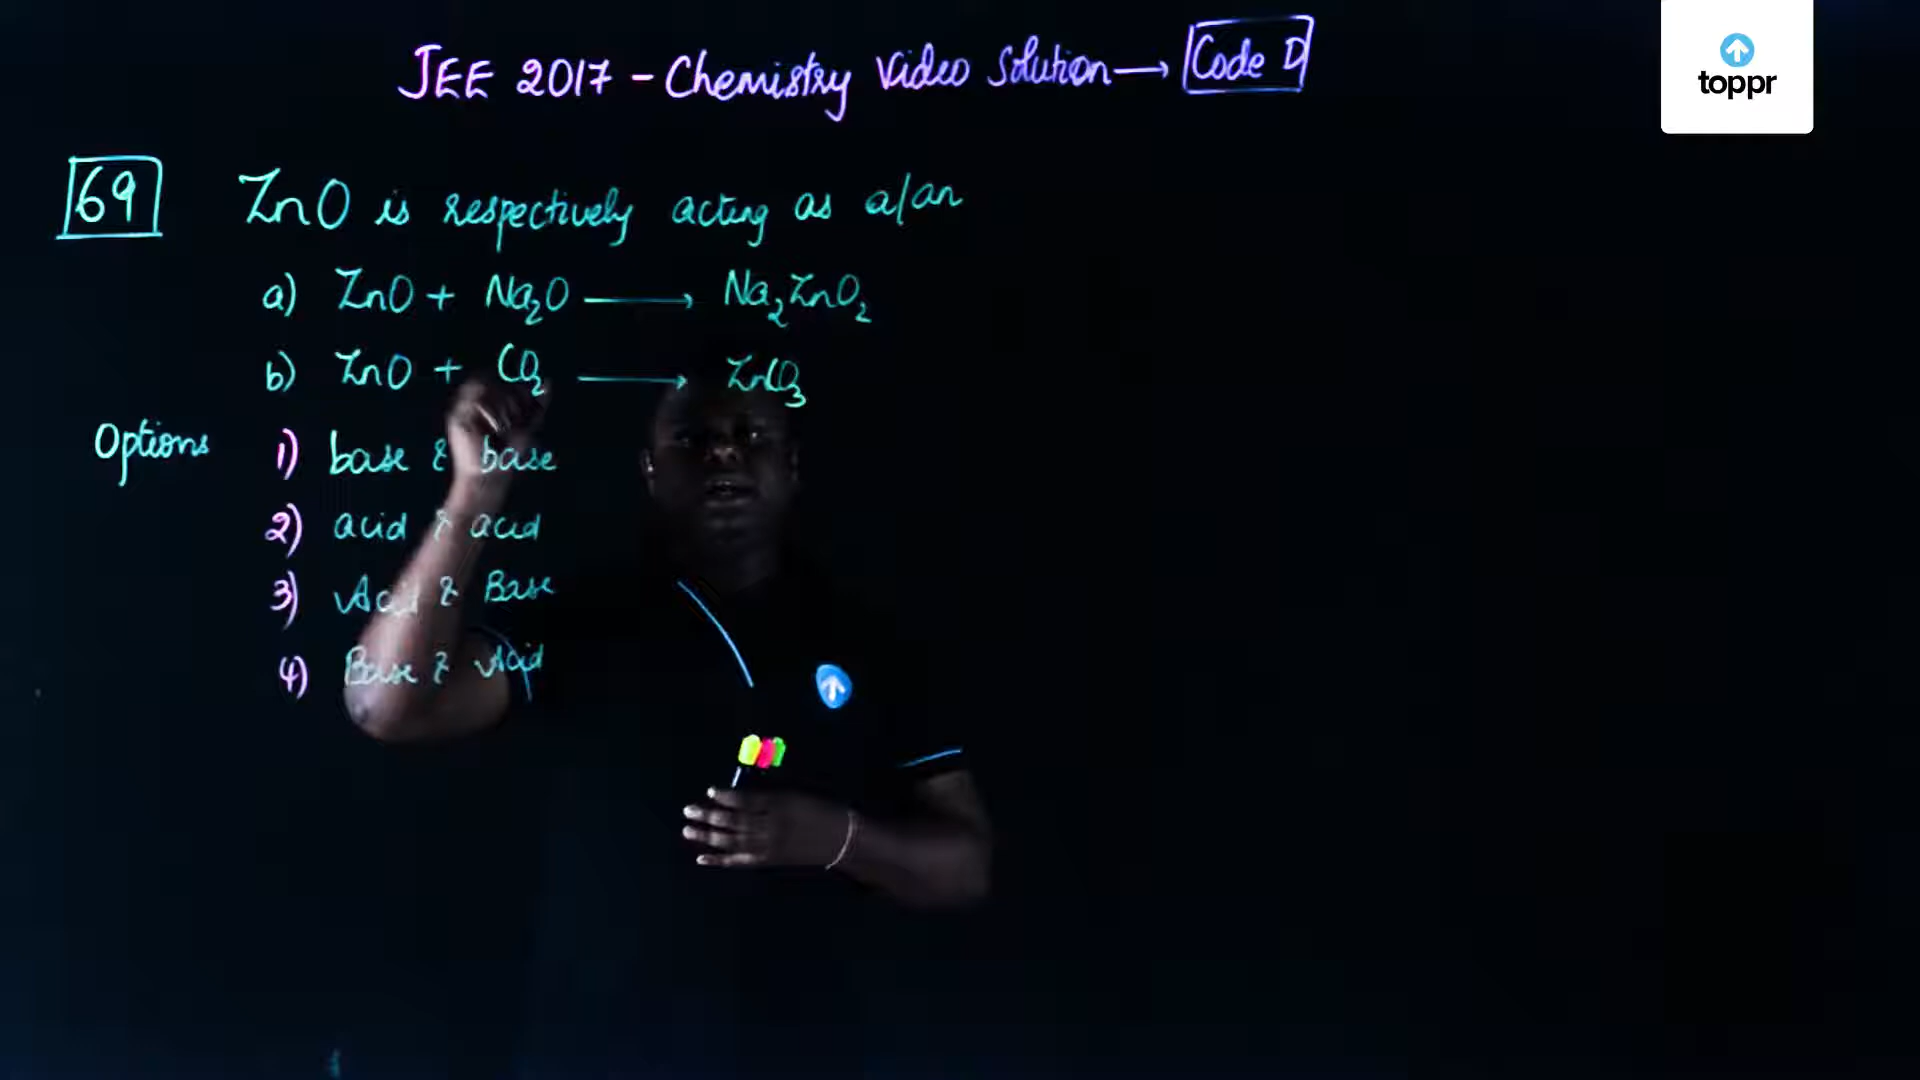 JEE 2017 - Chemistry Video Solution → Code D
toppr
69 ZnO is respectively acting as a/an
a) ZnO + Na₂O → Na₂ZnO₂
b) ZnO + CO₂ → ZnCO₃
Options 1) base & base
2) acid & acid
3) Acid & Base
4) Base & Acid